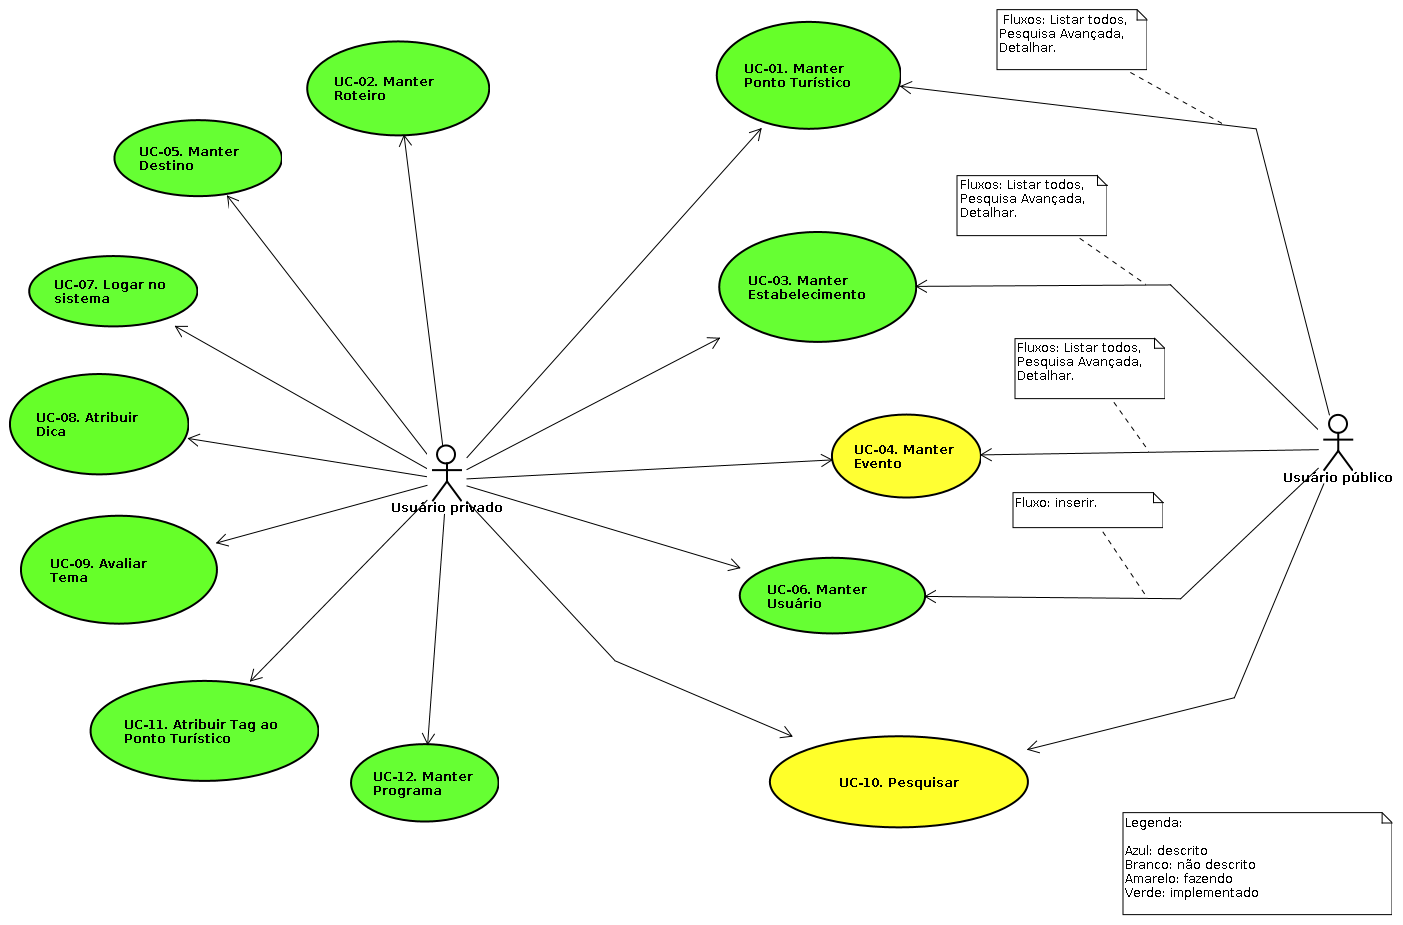 Fluxos: Listar todos,
Pesquisa Avançada,
Detalhar.
UC-01. Manter
Ponto Turístico
UC-02. Manter
Roteiro
UC-05. Manter
Destino
Fluxos: Listar todos,
Pesquisa Avançada,
Detalhar.
UC-03. Manter
Estabelecimento
UC-07. Logar no
sistema
Fluxos: Listar todos,
Pesquisa Avançada,
Detalhar.
UC-08. Atribuir
Dica
UC-04. Manter
Evento
Usuário público
Usuário privado
Fluxo: inserir.
UC-09. Avaliar
Tema
UC-06. Manter
Usuário
UC-11. Atribuir Tag ao
Ponto Turístico
UC-12. Manter
Programa
UC-10. Pesquisar
Legenda:
Azul: descrito
Branco: não descrito
Amarelo: fazendo
Verde: implementado